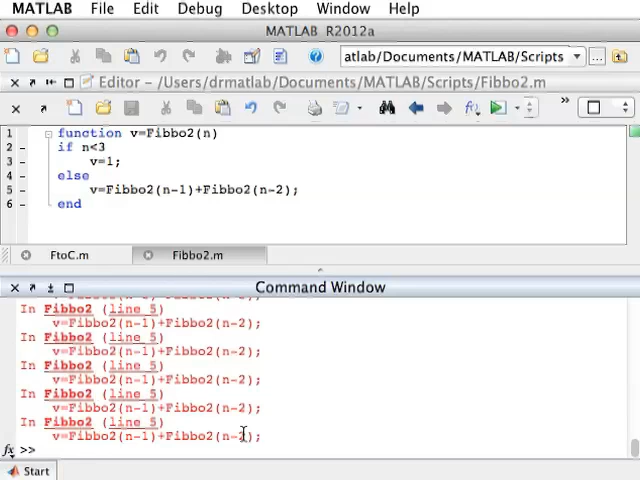 MATLAB File Edit Debug Desktop Window Help
MATLAB R2012a
atlab/Documents/MATLAB/Scripts ...
Editor – /Users/drmatlab/Documents/MATLAB/Scripts/Fibbo2.m
1 function v=Fibbo2(n)
2 – if n<3
3 – v=1;
4 – else
5 – v=Fibbo2(n-1)+Fibbo2(n-2);
6 – end
FtoC.m Fibbo2.m
Command Window
In Fibbo2 (line 5)
v=Fibbo2(n-1)+Fibbo2(n-2);
In Fibbo2 (line 5)
v=Fibbo2(n-1)+Fibbo2(n-2);
In Fibbo2 (line 5)
v=Fibbo2(n-1)+Fibbo2(n-2);
In Fibbo2 (line 5)
v=Fibbo2(n-1)+Fibbo2(n-2);
In Fibbo2 (line 5)
v=Fibbo2(n-1)+Fibbo2(n-2);
fx >>
Start